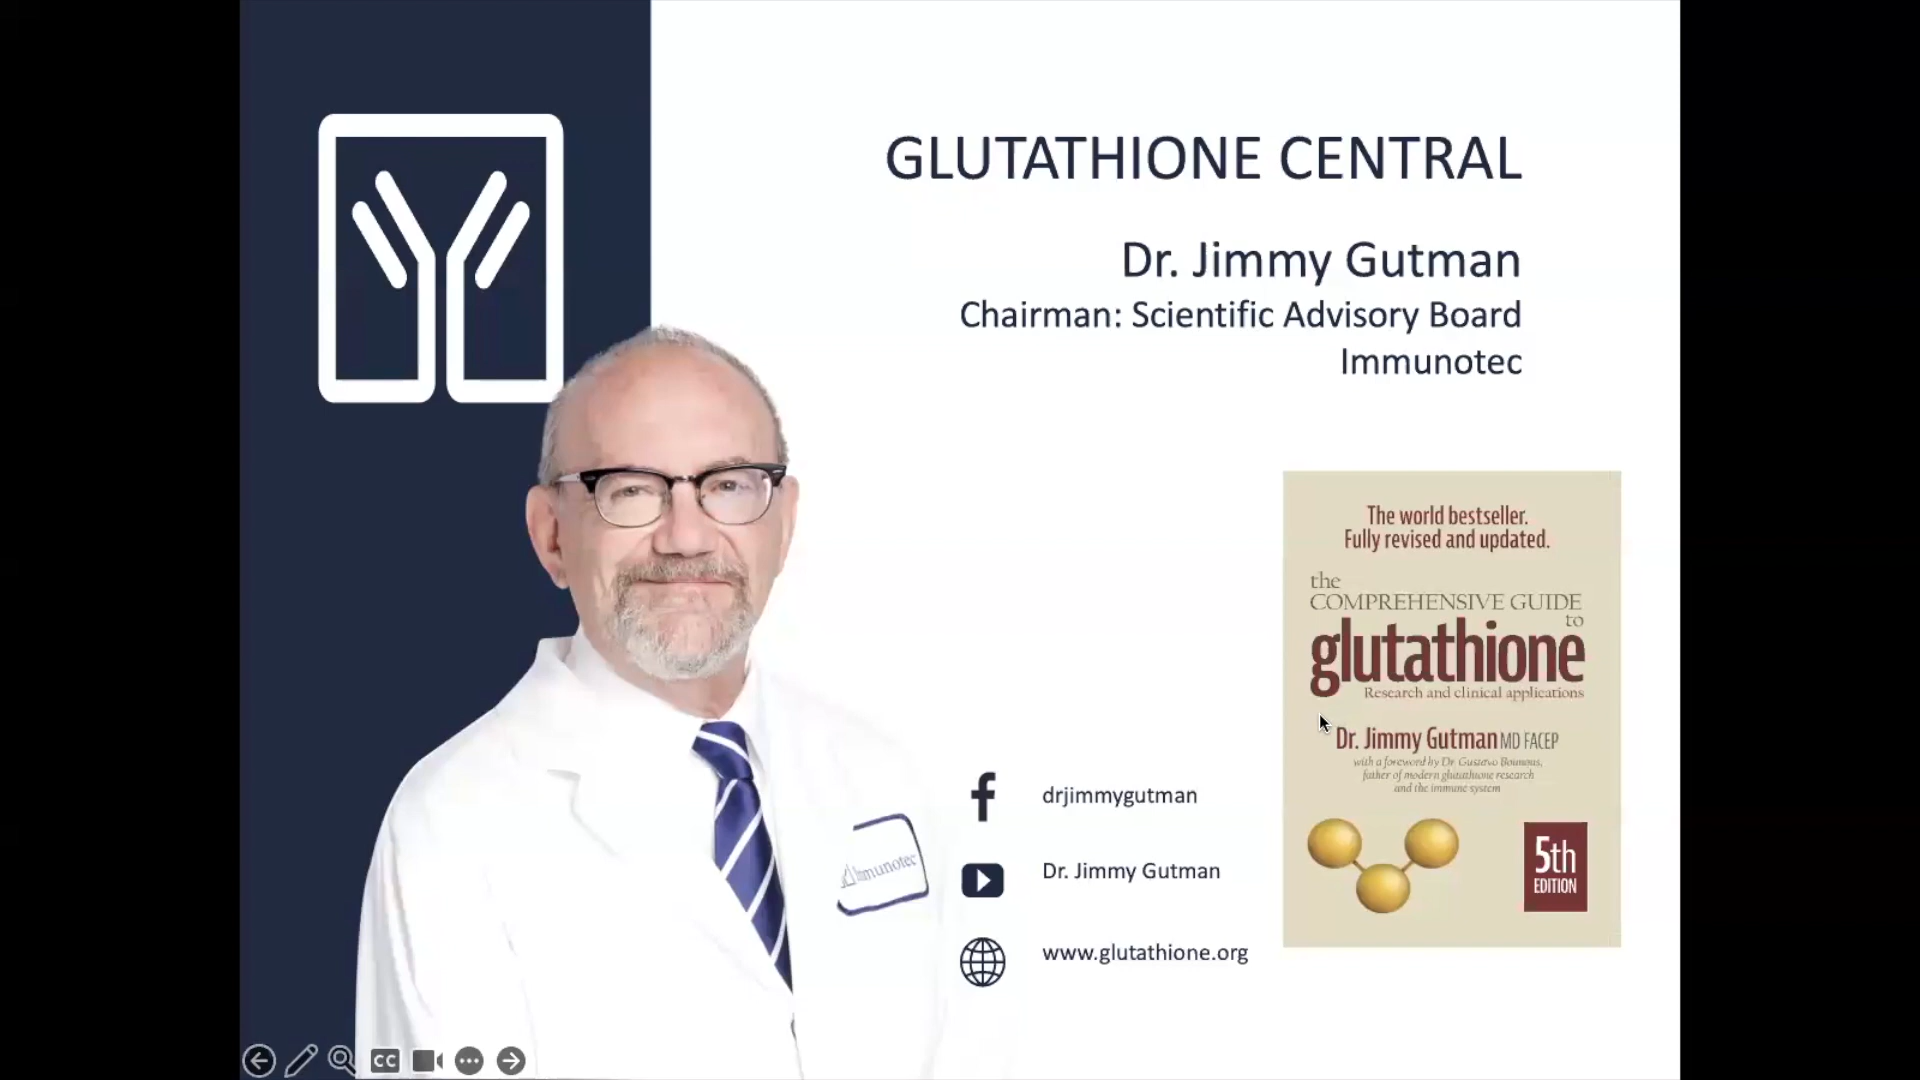 GLUTATHIONE CENTRAL
Dr. Jimmy Gutman
Chairman: Scientific Advisory Board
Immunotec
The world bestseller.
Fully revised and updated.
the
COMPREHENSIVE GUIDE
to
glutathione
Research and clinical applications
Dr. Jimmy Gutman MD FACEP
with a foreword by Dr. Gustavo Bounous,
father of modern glutathione research
and the immune system
5th
EDITION
Immunotec
drjimmygutman
Dr. Jimmy Gutman
www.glutathione.org
CC